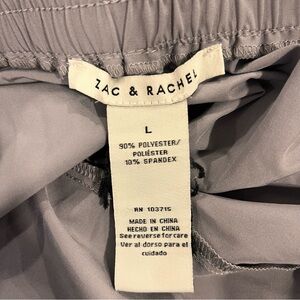 ZAC & RACHEL
L
90% POLYESTER/
POLIÉSTER
10% SPANDEX
RN 103715
MADE IN CHINA
HECHO EN CHINA
See reverse for care
Ver al dorso para el
cuidado